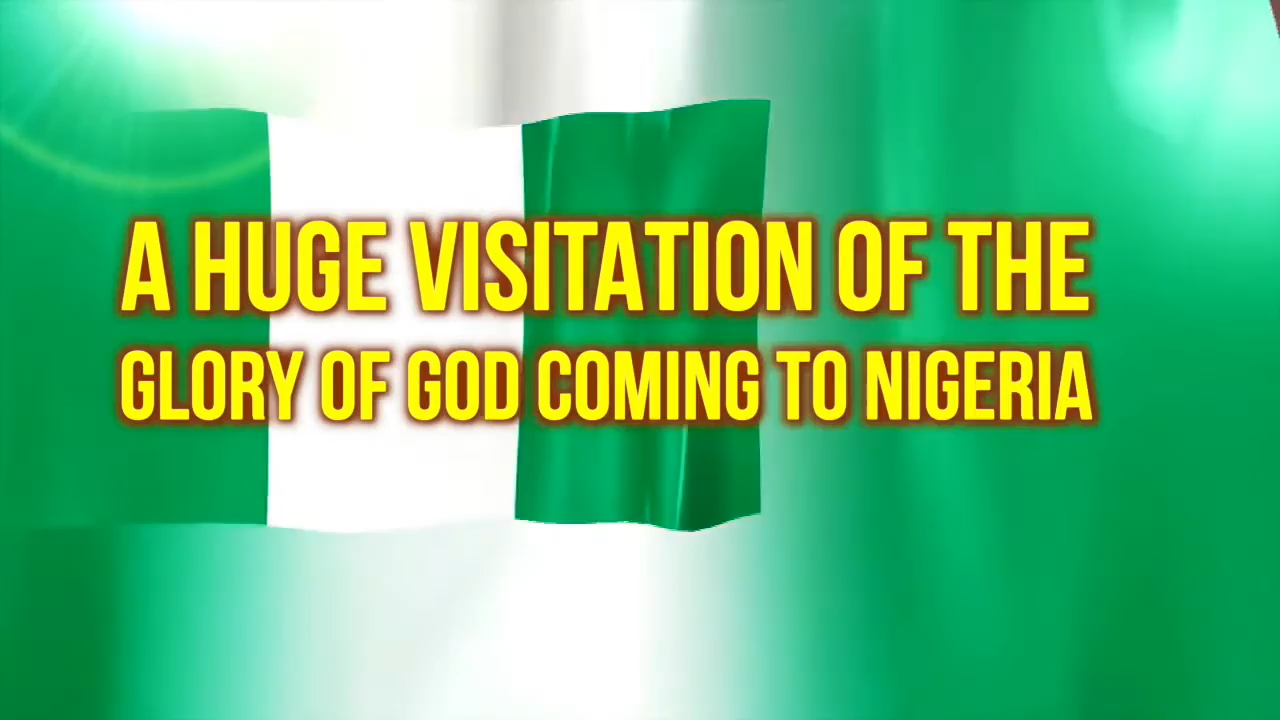 A HUGE VISITATION OF THE
GLORY OF GOD COMING TO NIGERIA